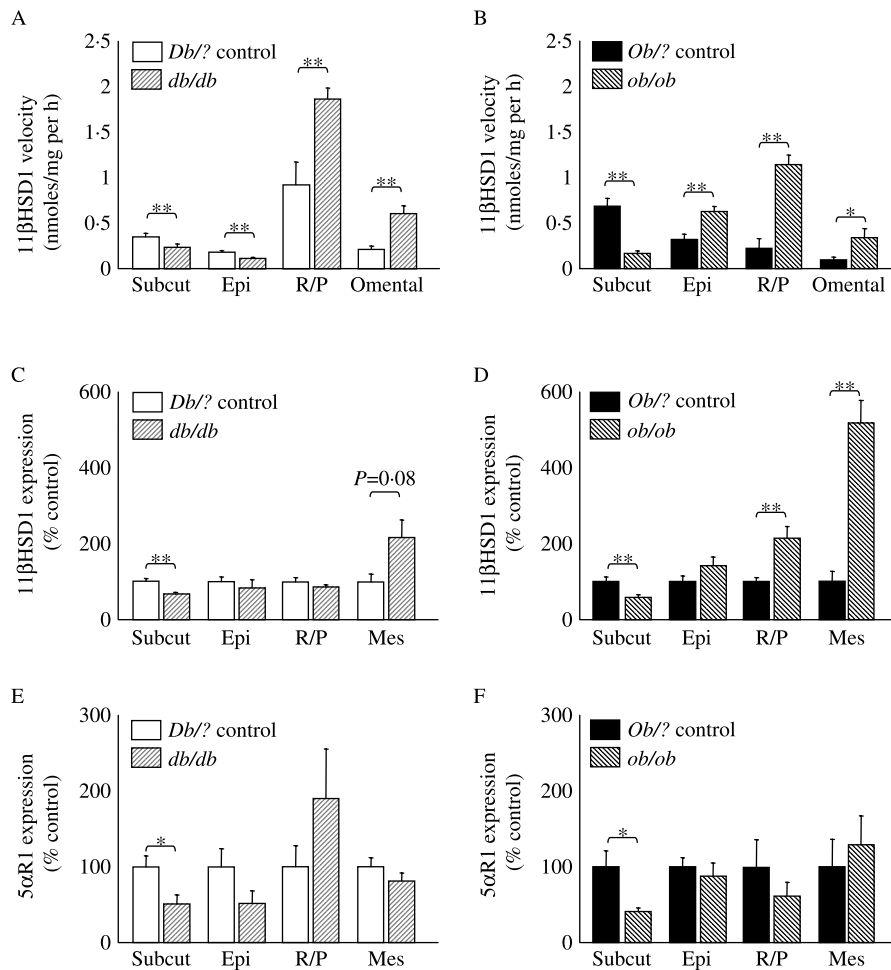 A
11βHSD1 velocity
(nmoles/mg per h)
2·5
2
1·5
1
0·5
0
Db/? control
db/db
**
**
**
**
Subcut Epi R/P Omental
B
11βHSD1 velocity
(nmoles/mg per h)
2·5
2
1·5
1
0·5
0
Ob/? control
ob/ob
**
**
**
*
Subcut Epi R/P Omental
C
11βHSD1 expression
(% control)
600
400
200
0
Db/? control
db/db
**
P=0·08
Subcut Epi R/P Mes
D
11βHSD1 expression
(% control)
600
400
200
0
Ob/? control
ob/ob
**
**
**
Subcut Epi R/P Mes
E
5αR1 expression
(% control)
300
200
100
0
Db/? control
db/db
*
Subcut Epi R/P Mes
F
5αR1 expression
(% control)
300
200
100
0
Ob/? control
ob/ob
*
Subcut Epi R/P Mes